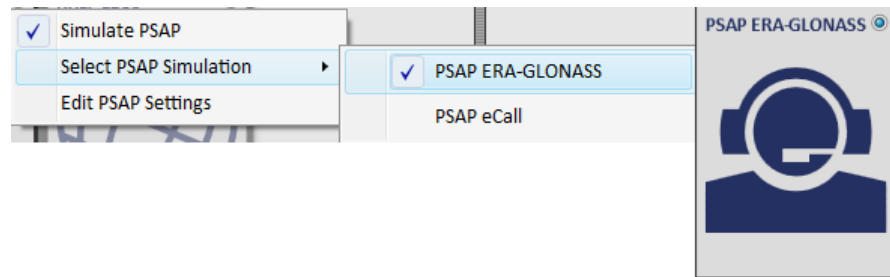 Simulate PSAP
Select PSAP Simulation
Edit PSAP Settings
PSAP ERA-GLONASS
PSAP eCall
PSAP ERA-GLONASS